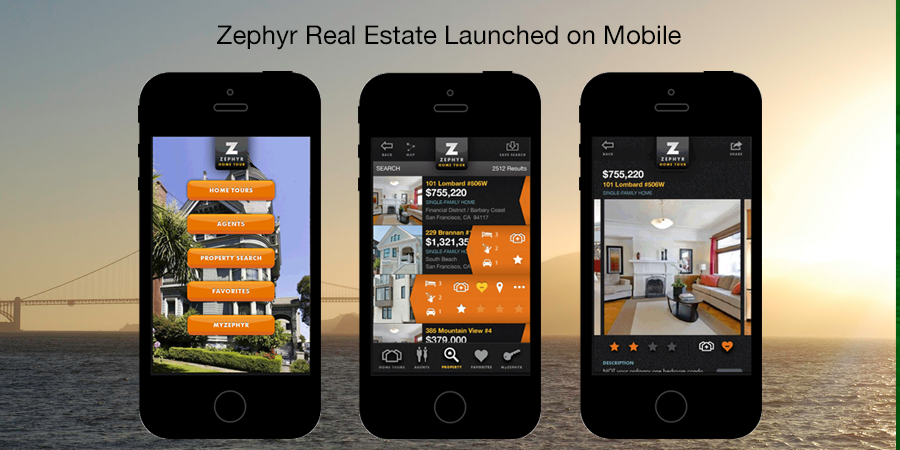 Zephyr Real Estate Launched on Mobile
Z
ZEPHYR
HOME TOUR
HOME TOURS
AGENTS
PROPERTY SEARCH
FAVORITES
MYZEPHYR
BACK
MAP
Z
ZEPHYR
HOME TOUR
SAVE SEARCH
SEARCH
2512 Results
101 Lombard #506W
$755,220
SINGLE-FAMILY HOME
Financial District / Barbary Coast
San Francisco, CA 94117
229 Brannan #1
$1,321,35
SINGLE-FAMILY H
South Beach
San Francisco,
3
2
1
3
2
1
385 Mountain View #4
$379,000
HOME TOURS
AGENTS
PROPERTY
FAVORITES
MYZEPHYR
BACK
Z
ZEPHYR
HOME TOUR
SHARE
$755,220
101 Lombard #506W
SINGLE-FAMILY HOME
DESCRIPTION